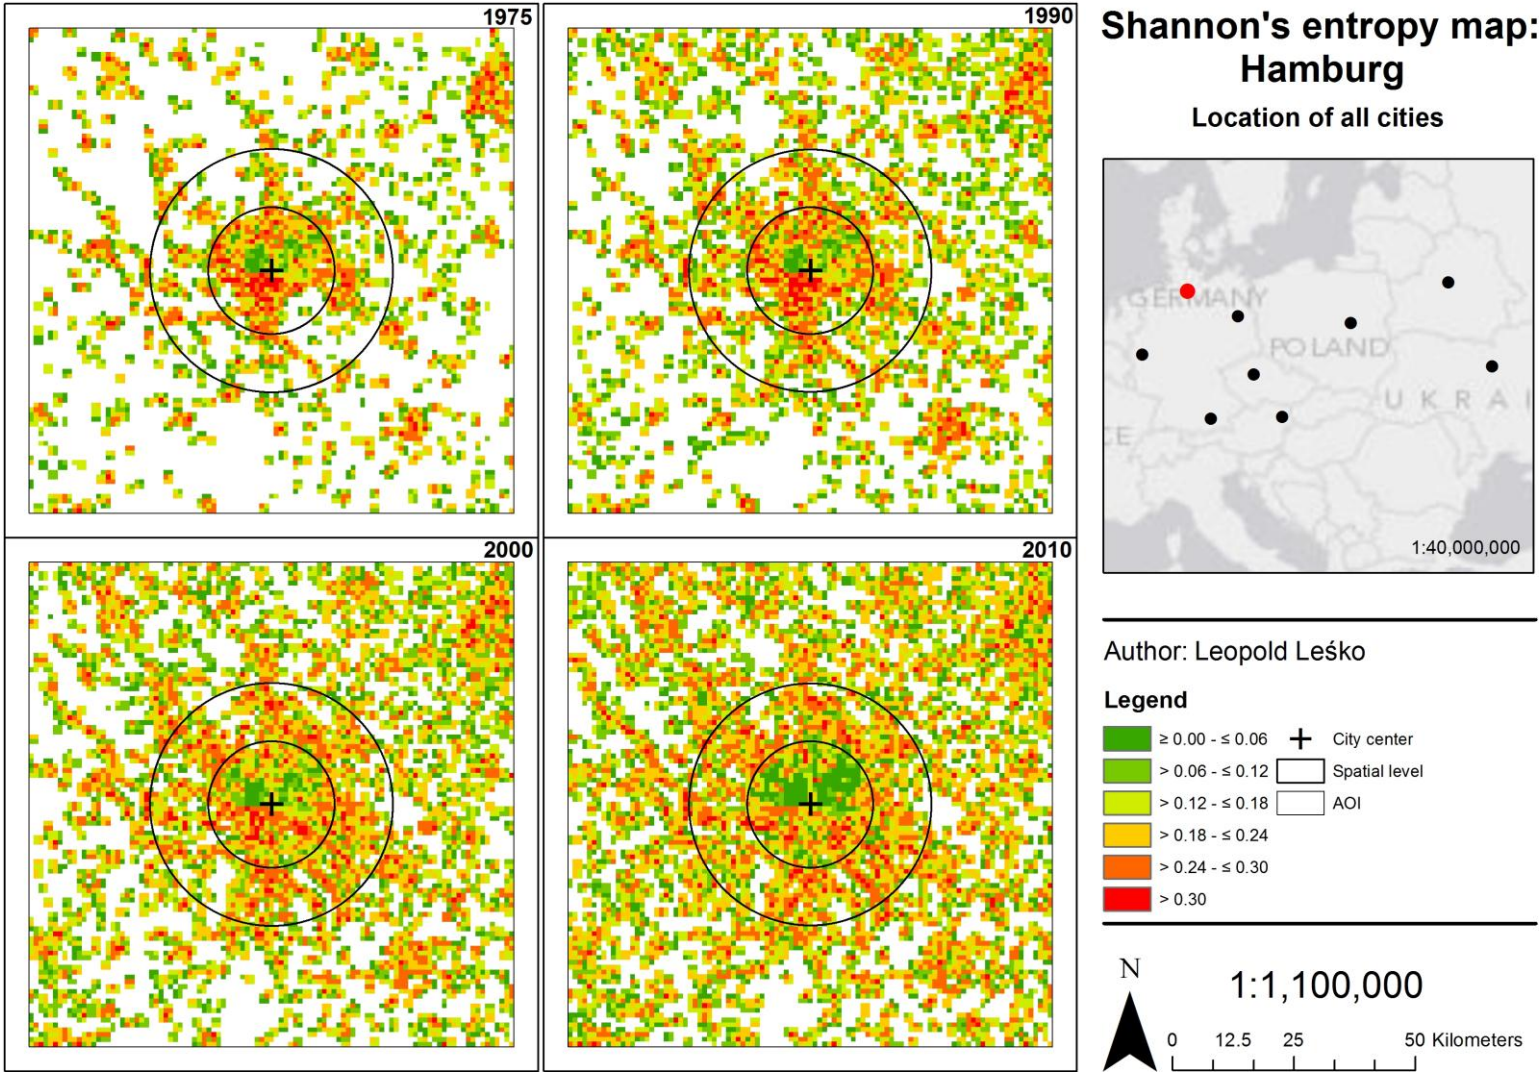 1975
1990
2000
2010
Shannon's entropy map:
Hamburg
Location of all cities
GERMANY
POLAND
UKRAI
CE
1:40,000,000
Author: Leopold Leśko
Legend
≥ 0.00 - ≤ 0.06
> 0.06 - ≤ 0.12
> 0.12 - ≤ 0.18
> 0.18 - ≤ 0.24
> 0.24 - ≤ 0.30
> 0.30
City center
Spatial level
AOI
N
1:1,100,000
0 12.5 25 50 Kilometers